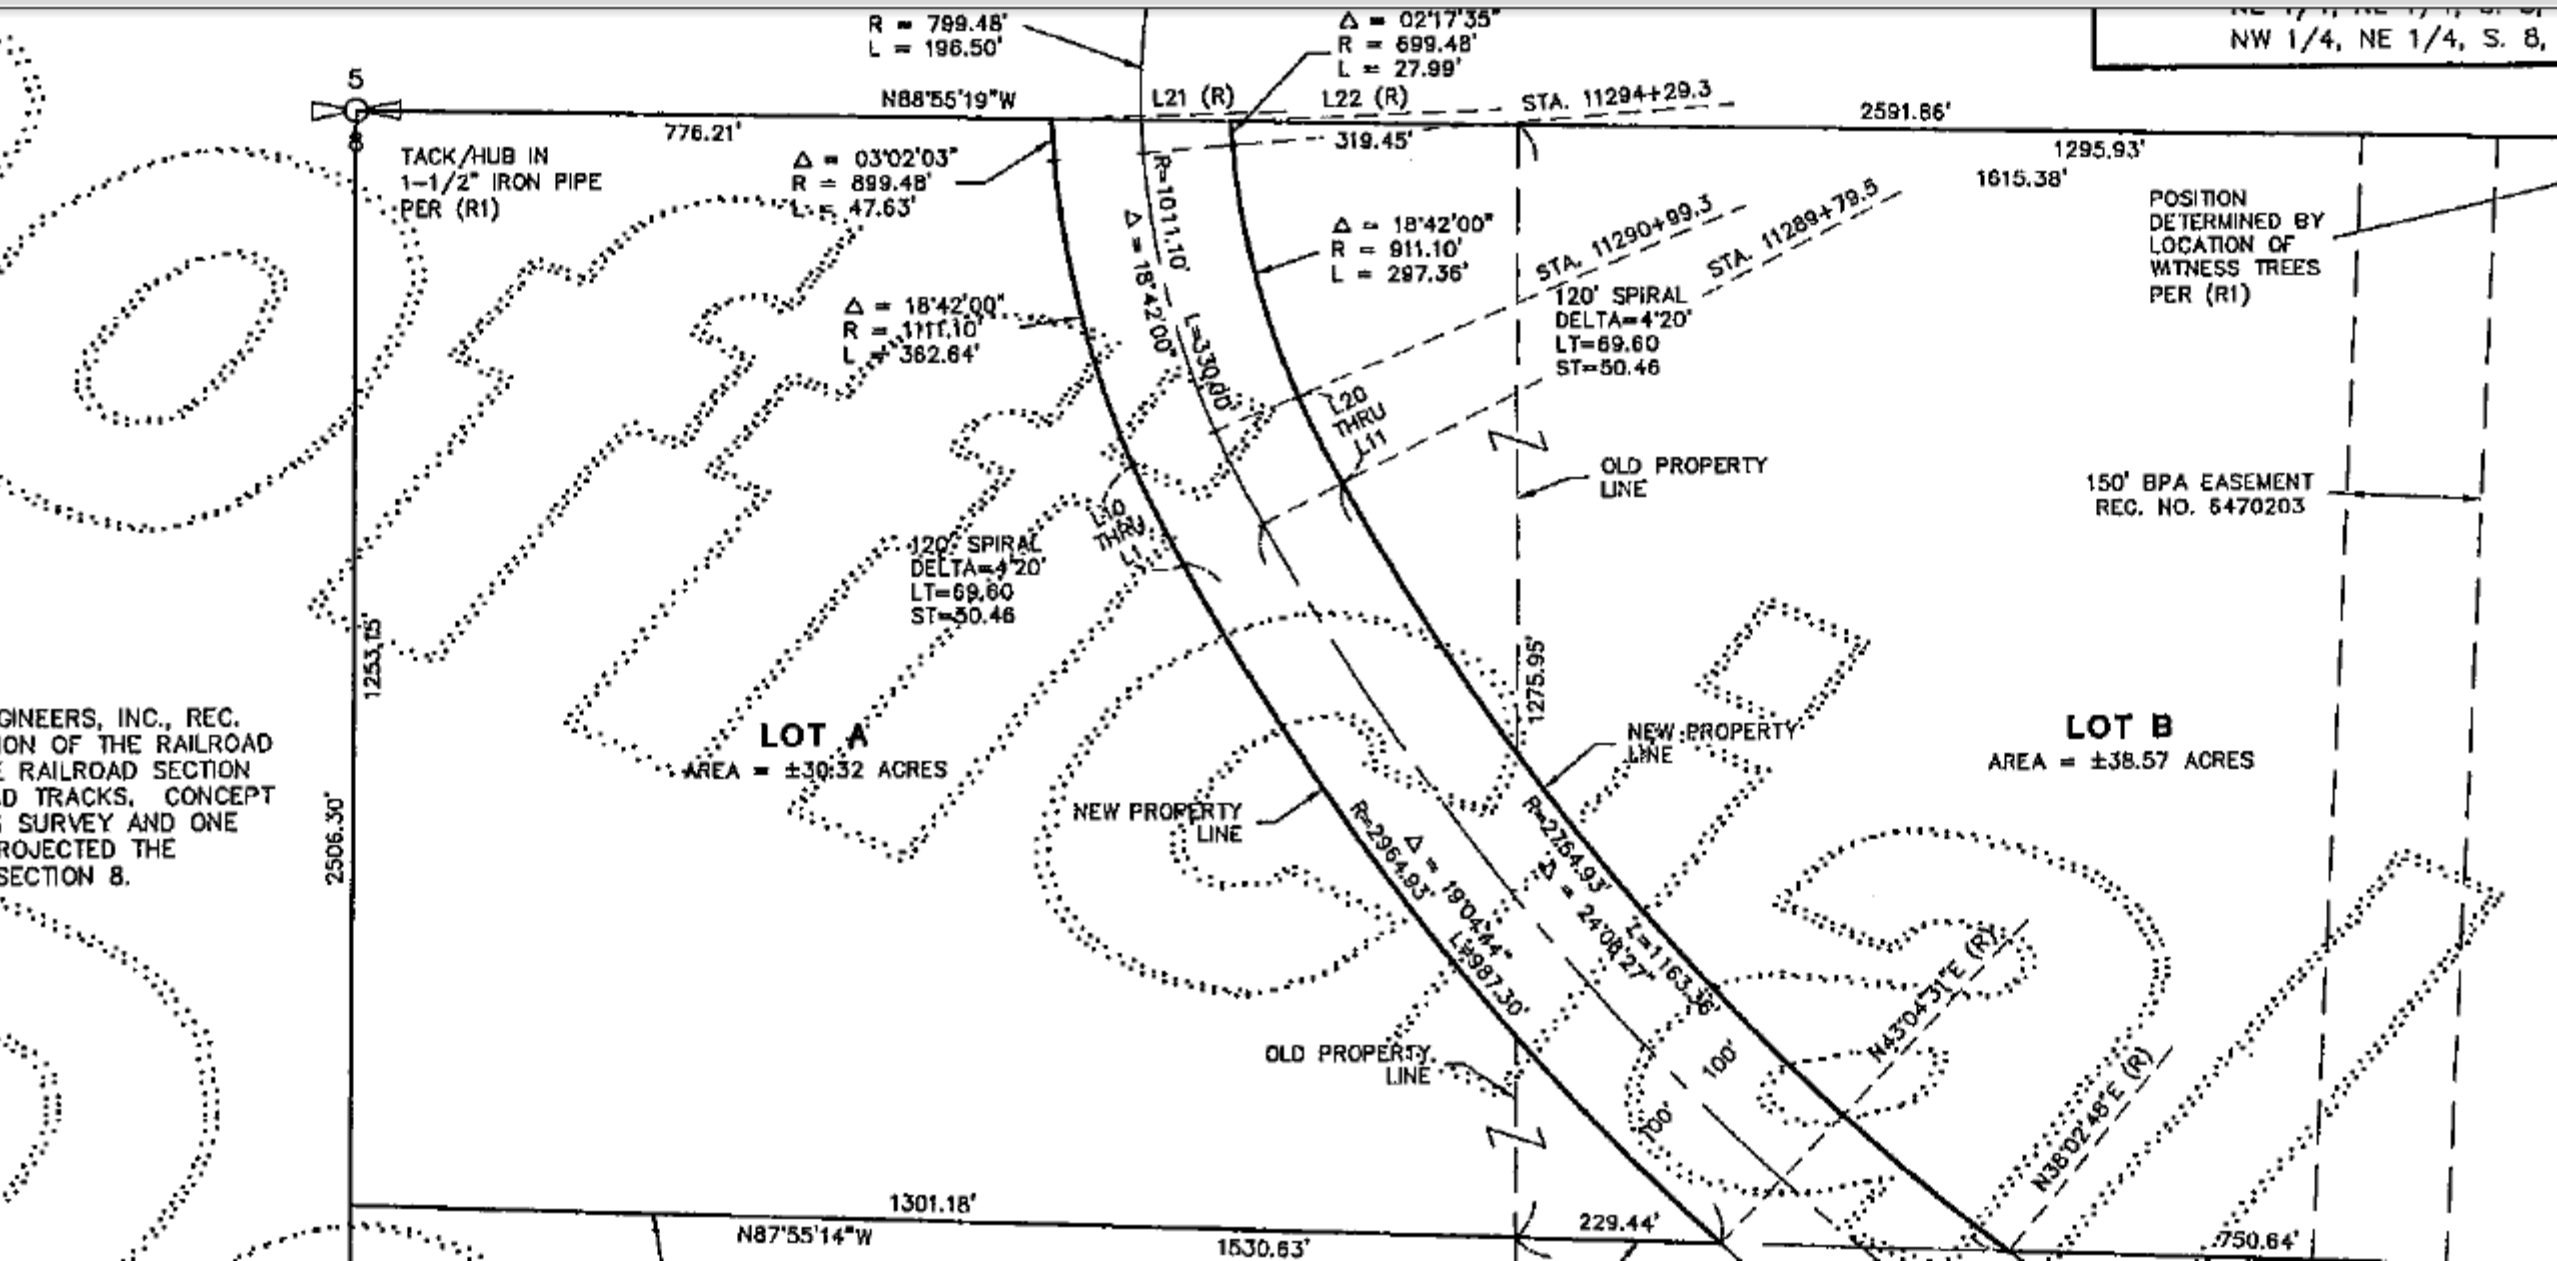 R = 799.48'
L = 196.50'
Δ = 02°17'35"
R = 699.48'
L = 27.99'
NW 1/4, NE 1/4, S. 8,
5
8
N88°55'19"W
L21 (R)
L22 (R)
STA. 11294+29.3
2591.86'
776.21'
319.45'
1295.93'
1615.38'
TACK/HUB IN
1-1/2" IRON PIPE
PER (R1)
Δ = 03°02'03"
R = 899.48'
L = 47.63'
R=1011.10'
Δ = 18°42'00"
L=330.00'
Δ = 18°42'00"
R = 911.10'
L = 297.36'
STA. 11290+99.3
STA. 11289+79.5
POSITION
DETERMINED BY
LOCATION OF
WITNESS TREES
PER (R1)
Δ = 18°42'00"
R = 1111.10'
L = 362.64'
120' SPIRAL
DELTA=4°20'
LT=69.60
ST=50.46
L20
THRU
L11
OLD PROPERTY
LINE
150' BPA EASEMENT
REC. NO. 5470203
L10
THRU
L1
120' SPIRAL
DELTA=4°20'
LT=69.60
ST=50.46
1253.15'
1275.95'
GINEERS, INC., REC.
ION OF THE RAILROAD
E RAILROAD SECTION
D TRACKS. CONCEPT
S SURVEY AND ONE
ROJECTED THE
SECTION 8.
2506.30'
LOT A
AREA = ±30.32 ACRES
NEW PROPERTY
LINE
LOT B
AREA = ±38.57 ACRES
NEW PROPERTY
LINE
R=2964.93'
Δ = 19°04'44"
L=987.30'
R=2764.93'
Δ = 24°08'27"
L=1163.36'
N43°04'31"E (R)
N38°02'48"E (R)
OLD PROPERTY
LINE
100'
100'
1301.18'
N87°55'14"W
1530.63'
229.44'
750.64'